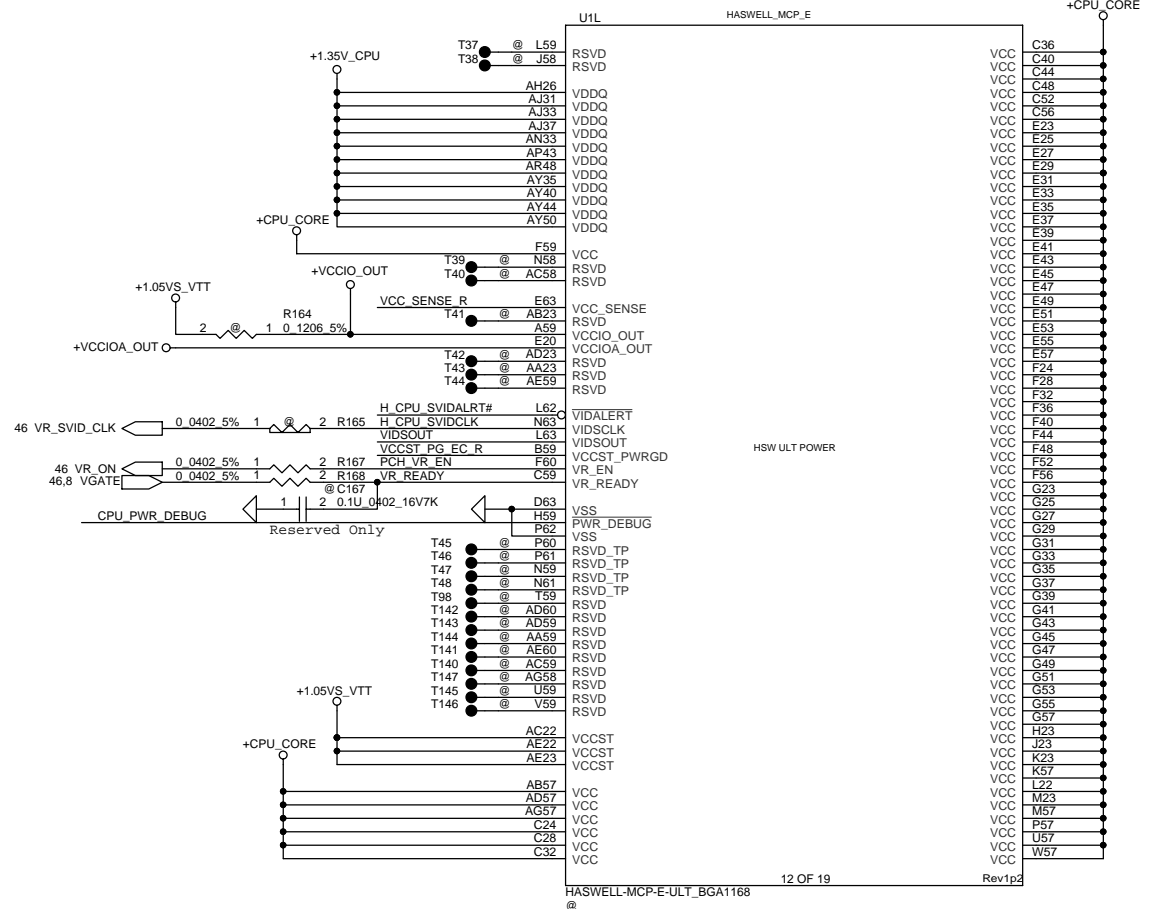 U1L
HASWELL_MCP_E
+CPU_CORE
T37 @ L59 RSVD
T38 @ J58 RSVD
+1.35V_CPU
AH26 VDDQ
AJ31 VDDQ
AJ33 VDDQ
AJ37 VDDQ
AN33 VDDQ
AP43 VDDQ
AR48 VDDQ
AY35 VDDQ
AY40 VDDQ
AY44 VDDQ
AY50 VDDQ
+CPU_CORE
F59 VCC
T39 @ N58 RSVD
T40 @ AC58 RSVD
+VCCIO_OUT
+1.05VS_VTT
VCC_SENSE_R E63 VCC_SENSE
T41 @ AB23 RSVD
R164
2 @ 1 0_1206_5% A59 VCCIO_OUT
+VCCIOA_OUT E20 VCCIOA_OUT
T42 @ AD23 RSVD
T43 @ AA23 RSVD
T44 @ AE59 RSVD
H_CPU_SVIDALRT# L62 VIDALERT
46 VR_SVID_CLK 0_0402_5% 1 @ 2 R165 H_CPU_SVIDCLK N63 VIDSCLK
VIDSOUT L63 VIDSOUT
VCCST_PG_EC_R B59 VCCST_PWRGD
46 VR_ON 0_0402_5% 1 2 R167 PCH_VR_EN F60 VR_EN
46,8 VGATE 0_0402_5% 1 2 R168 VR_READY C59 VR_READY
@ C167
1 2 0.1U_0402_16V7K
D63 VSS
CPU_PWR_DEBUG H59 PWR_DEBUG
Reserved Only
P62 VSS
T45 @ P60 RSVD_TP
T46 @ P61 RSVD_TP
T47 @ N59 RSVD_TP
T48 @ N61 RSVD_TP
T98 @ T59 RSVD
T142 @ AD60 RSVD
T143 @ AD59 RSVD
T144 @ AA59 RSVD
T141 @ AE60 RSVD
T140 @ AC59 RSVD
T147 @ AG58 RSVD
T145 @ U59 RSVD
T146 @ V59 RSVD
+1.05VS_VTT
AC22 VCCST
AE22 VCCST
AE23 VCCST
+CPU_CORE
AB57 VCC
AD57 VCC
AG57 VCC
C24 VCC
C28 VCC
C32 VCC
HSW ULT POWER
VCC C36
VCC C40
VCC C44
VCC C48
VCC C52
VCC C56
VCC E23
VCC E25
VCC E27
VCC E29
VCC E31
VCC E33
VCC E35
VCC E37
VCC E39
VCC E41
VCC E43
VCC E45
VCC E47
VCC E49
VCC E51
VCC E53
VCC E55
VCC E57
VCC F24
VCC F28
VCC F32
VCC F36
VCC F40
VCC F44
VCC F48
VCC F52
VCC F56
VCC G23
VCC G25
VCC G27
VCC G29
VCC G31
VCC G33
VCC G35
VCC G37
VCC G39
VCC G41
VCC G43
VCC G45
VCC G47
VCC G49
VCC G51
VCC G53
VCC G55
VCC G57
VCC H23
VCC J23
VCC K23
VCC K57
VCC L22
VCC M23
VCC M57
VCC P57
VCC U57
VCC W57
12 OF 19
Rev1p2
HASWELL-MCP-E-ULT_BGA1168
@